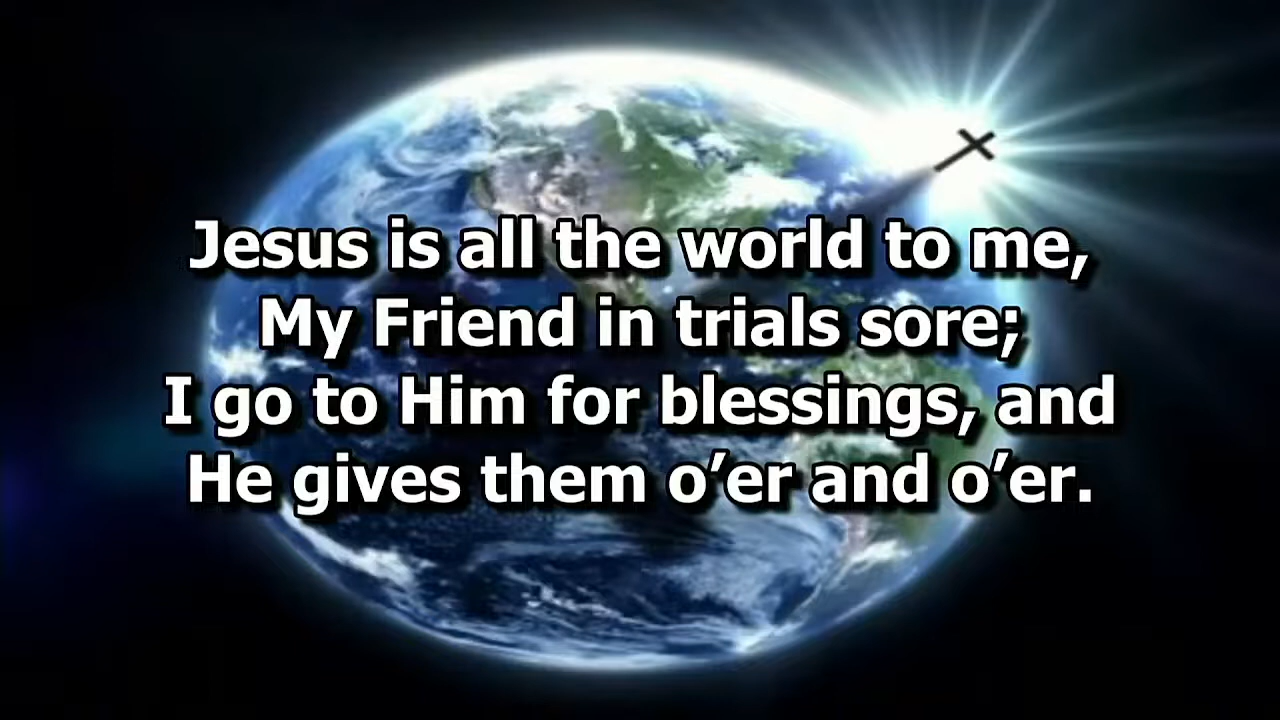 Jesus is all the world to me,
My Friend in trials sore;
I go to Him for blessings, and
He gives them o’er and o’er.